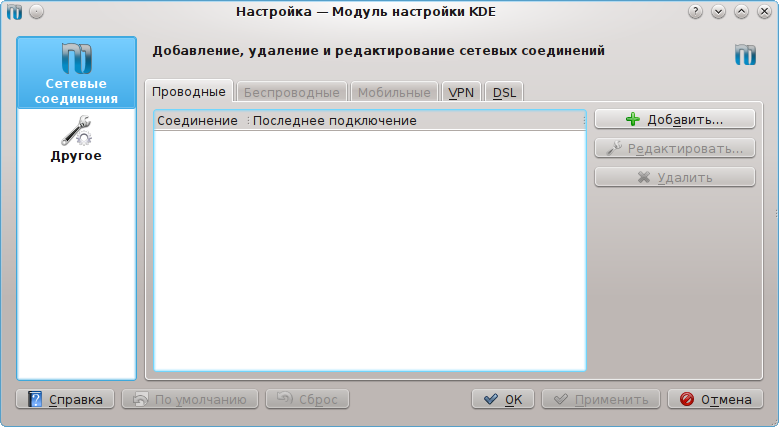 Настройка — Модуль настройки KDE
Добавление, удаление и редактирование сетевых соединений
Сетевые
соединения
Другое
Проводные Беспроводные Мобильные VPN DSL
Соединение Последнее подключение
Добавить...
Редактировать...
Удалить
Справка По умолчанию Сброс OK Применить Отмена